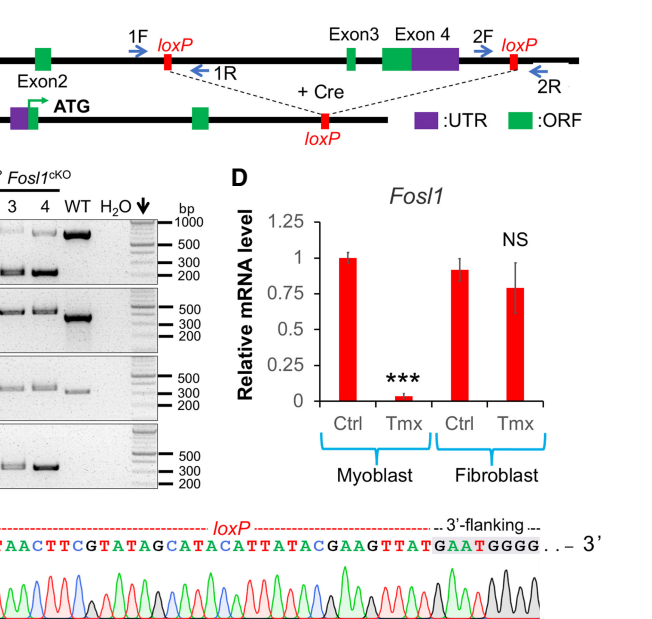 1F loxP Exon3 Exon 4 2F loxP
Exon2 1R 2R
+ Cre
ATG
:UTR :ORF
loxP
° Fosl1cKO
3 4 WT H2O bp
1000
500
300
200
500
300
200
500
300
200
500
300
200
D
Fosl1
Relative mRNA level
1.25
1
0.75
0.5
0.25
0
NS
***
Ctrl Tmx Ctrl Tmx
Myoblast Fibroblast
loxP 3'-flanking
TAACTTCGTATAGCATACATTATACGAAGTTATGAATGGGG..– 3'